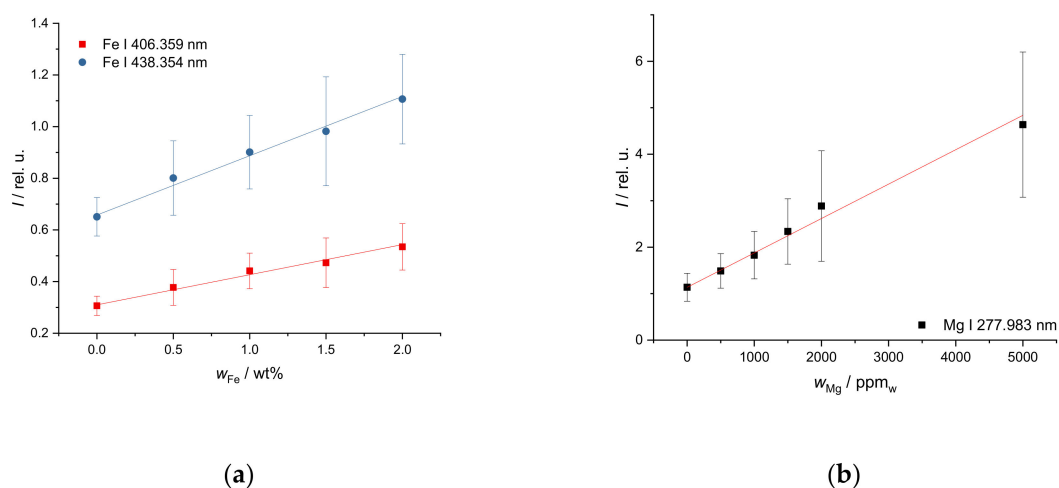 1.4
1.2
1.0
0.8
0.6
0.4
0.2
I / rel. u.
Fe I 406.359 nm
Fe I 438.354 nm
0.0 0.5 1.0 1.5 2.0
wFe / wt%
(a)
6
4
2
0
I / rel. u.
Mg I 277.983 nm
0 1000 2000 3000 4000 5000
wMg / ppmw
(b)